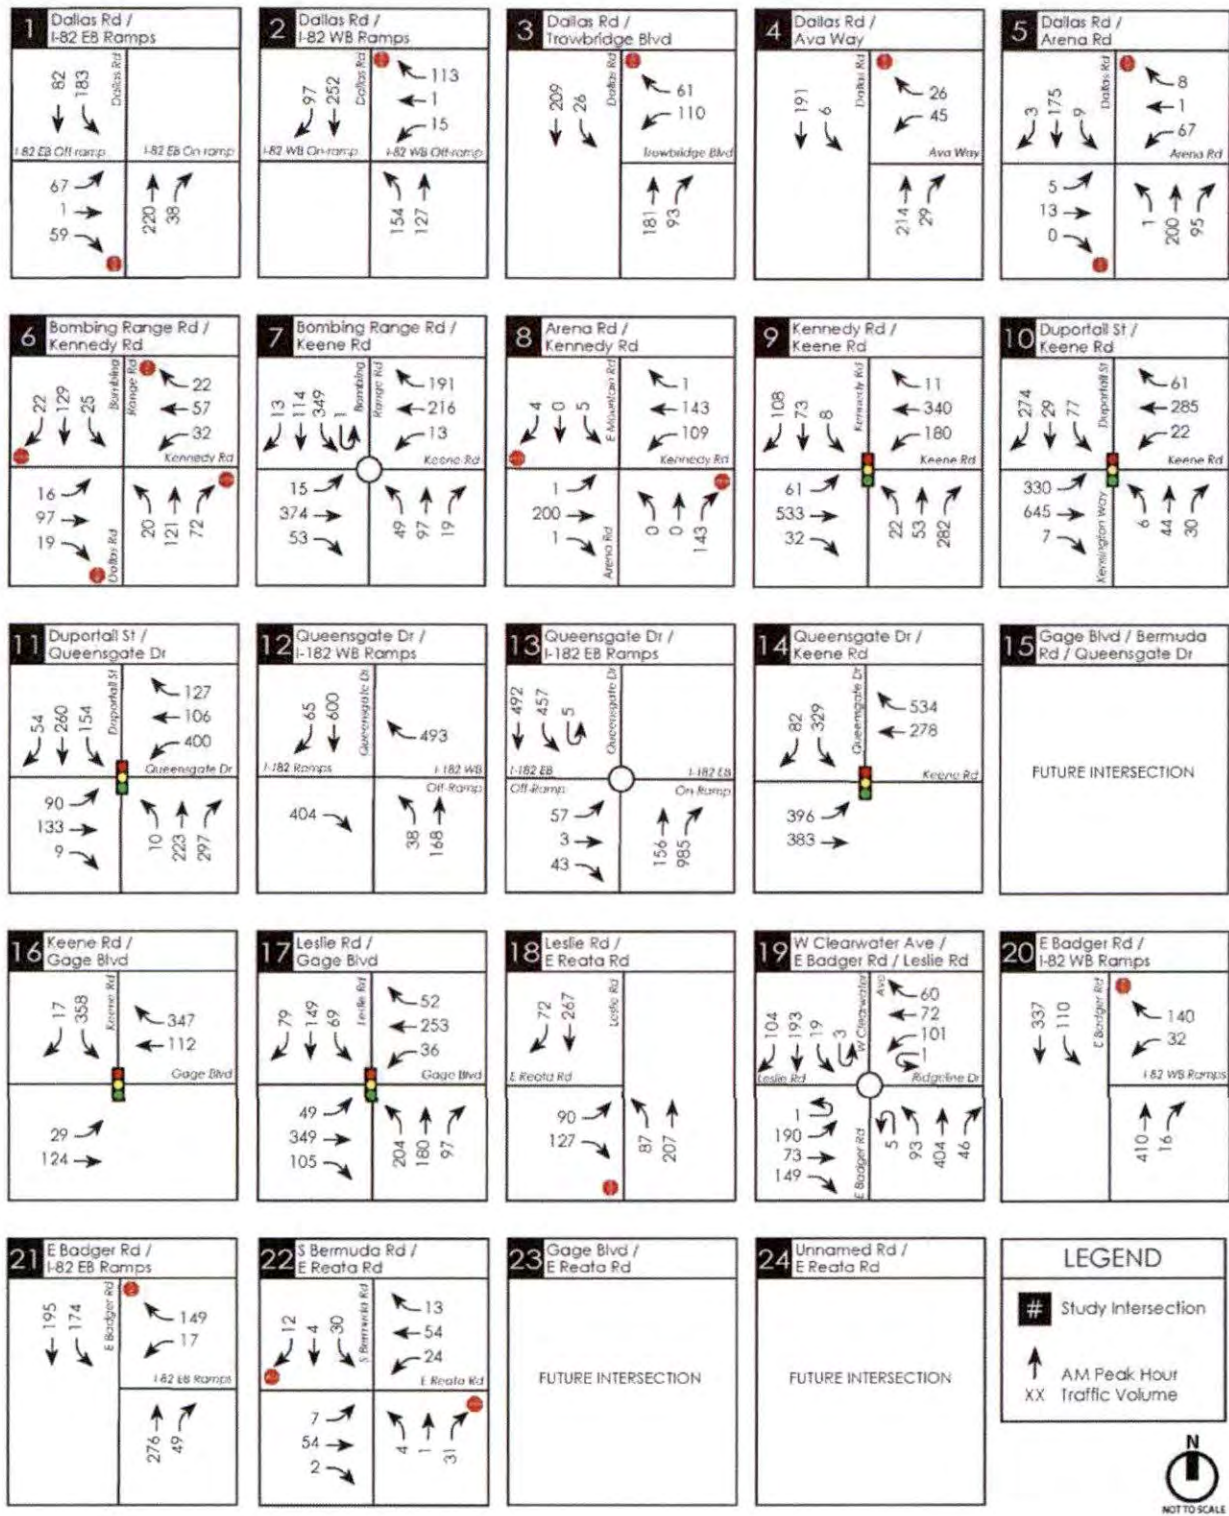 1 Dallas Rd /
I-82 EB Ramps
82 183
Dallas Rd
I-82 EB Off-ramp I-82 EB On-ramp
67
1
59
220 38
2 Dallas Rd /
I-82 WB Ramps
97 252
Dallas Rd
113
1
15
I-82 WB On-ramp I-82 WB Off-ramp
154 127
3 Dallas Rd /
Trowbridge Blvd
209 26
Dallas Rd
61
110
Trowbridge Blvd
181 93
4 Dallas Rd /
Ava Way
191 6
Dallas Rd
26
45
Ava Way
214 29
5 Dallas Rd /
Arena Rd
3 175 9
Dallas Rd
8
1
67
Arena Rd
5
13
0
1 200 95
6 Bombing Range Rd /
Kennedy Rd
22 129 25
Bombing
Range Rd
22
57
32
Kennedy Rd
16
97
19
Dallas Rd
20 121 72
7 Bombing Range Rd /
Keene Rd
13 114 349 1
Bombing
Range Rd
191
216
13
Keene Rd
15
374
53
49 97 19
8 Arena Rd /
Kennedy Rd
4 0 5
E Mountain Rd
1
143
109
Kennedy Rd
1
200
1
Arena Rd
0 0 143
9 Kennedy Rd /
Keene Rd
108 73 8
Kennedy Rd
11
340
180
Keene Rd
61
533
32
22 53 282
10 Duportail St /
Keene Rd
274 29 77
Duportail St
61
285
22
Keene Rd
330
645
7
Kensington Way
6 44 30
11 Duportail St /
Queensgate Dr
54 260 154
Duportail St
127
106
400
Queensgate Dr
90
133
9
10 223 297
12 Queensgate Dr /
I-182 WB Ramps
65 600
Queensgate Dr
493
I-182 Ramps I-182 WB
Off-Ramp
404
38 168
13 Queensgate Dr /
I-182 EB Ramps
492 457 5
Queensgate Dr
I-182 EB I-182 EB
Off-Ramp On-Ramp
57
3
43
156 985
14 Queensgate Dr /
Keene Rd
82 329
Queensgate Dr
534
278
Keene Rd
396
383
15 Gage Blvd / Bermuda
Rd / Queensgate Dr
FUTURE INTERSECTION
16 Keene Rd /
Gage Blvd
17 358
Keene Rd
347
112
Gage Blvd
29
124
17 Leslie Rd /
Gage Blvd
79 149 69
Leslie Rd
52
253
36
Gage Blvd
49
349
105
204 180 97
18 Leslie Rd /
E Reata Rd
72 267
Leslie Rd
E Reata Rd
90
127
87 207
19 W Clearwater Ave /
E Badger Rd / Leslie Rd
104 193 19 3
W Clearwater
Ave
60
72
101
1
Leslie Rd Ridgeline Dr
1
190
73
149
E Badger Rd
5 93 404 46
20 E Badger Rd /
I-82 WB Ramps
337 110
E Badger Rd
140
32
I-82 WB Ramps
410 16
21 E Badger Rd /
I-82 EB Ramps
195 174
E Badger Rd
149
17
I-82 EB Ramps
276 49
22 S Bermuda Rd /
E Reata Rd
12 4 30
S Bermuda Rd
13
54
24
E Reata Rd
7
54
2
4 1 31
23 Gage Blvd /
E Reata Rd
FUTURE INTERSECTION
24 Unnamed Rd /
E Reata Rd
FUTURE INTERSECTION
LEGEND
# Study Intersection
XX AM Peak Hour
Traffic Volume
N
NOT TO SCALE